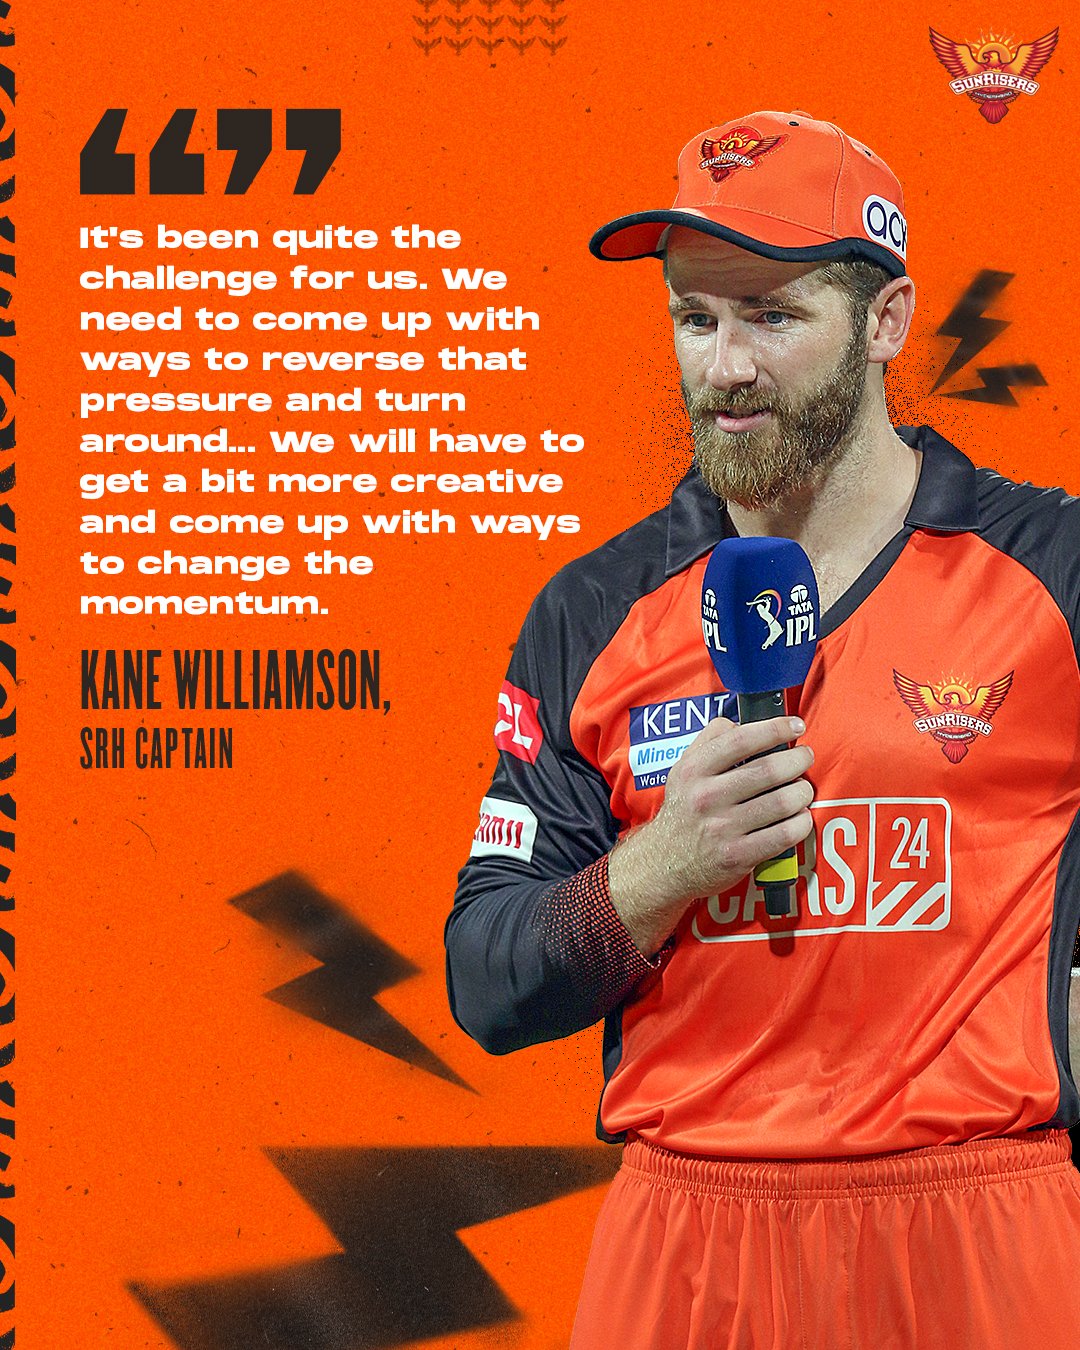 SUNRISERS
HYDERABAD
SUNRISERS
It's been quite the
challenge for us. We
need to come up with
ways to reverse that
pressure and turn
around... We will have to
get a bit more creative
and come up with ways
to change the
momentum.
KANE WILLIAMSON,
SRH CAPTAIN
TATA
IPL
TATA
IPL
KENT
SUNRISERS
HYDERABAD
CARS 24